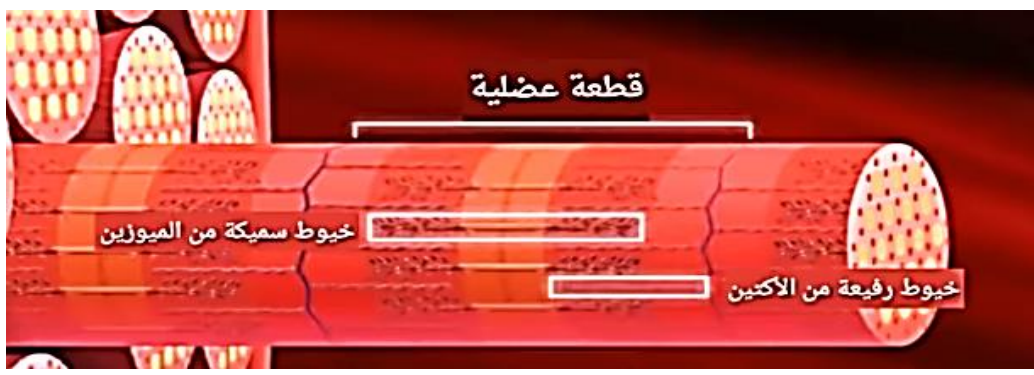 قطعة عضلية
خيوط سميكة من الميوزين
خيوط رفيعة من الأكتين